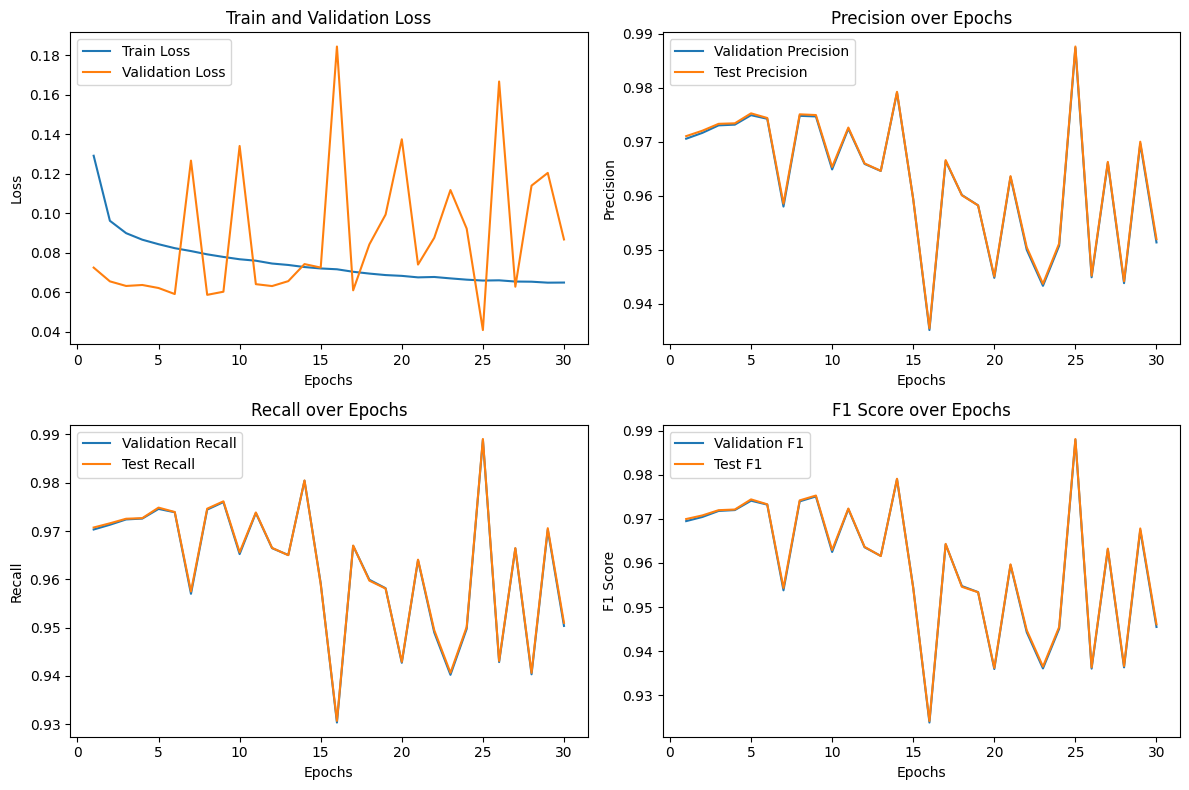 Train and Validation Loss
Train Loss
Validation Loss
0.18
0.16
0.14
0.12
0.10
0.08
0.06
0.04
Loss
0
5
10
15
20
25
30
Epochs
Precision over Epochs
Validation Precision
Test Precision
0.99
0.98
0.97
0.96
0.95
0.94
Precision
0
5
10
15
20
25
30
Epochs
Recall over Epochs
Validation Recall
Test Recall
0.99
0.98
0.97
0.96
0.95
0.94
0.93
Recall
0
5
10
15
20
25
30
Epochs
F1 Score over Epochs
Validation F1
Test F1
0.99
0.98
0.97
0.96
0.95
0.94
0.93
F1 Score
0
5
10
15
20
25
30
Epochs